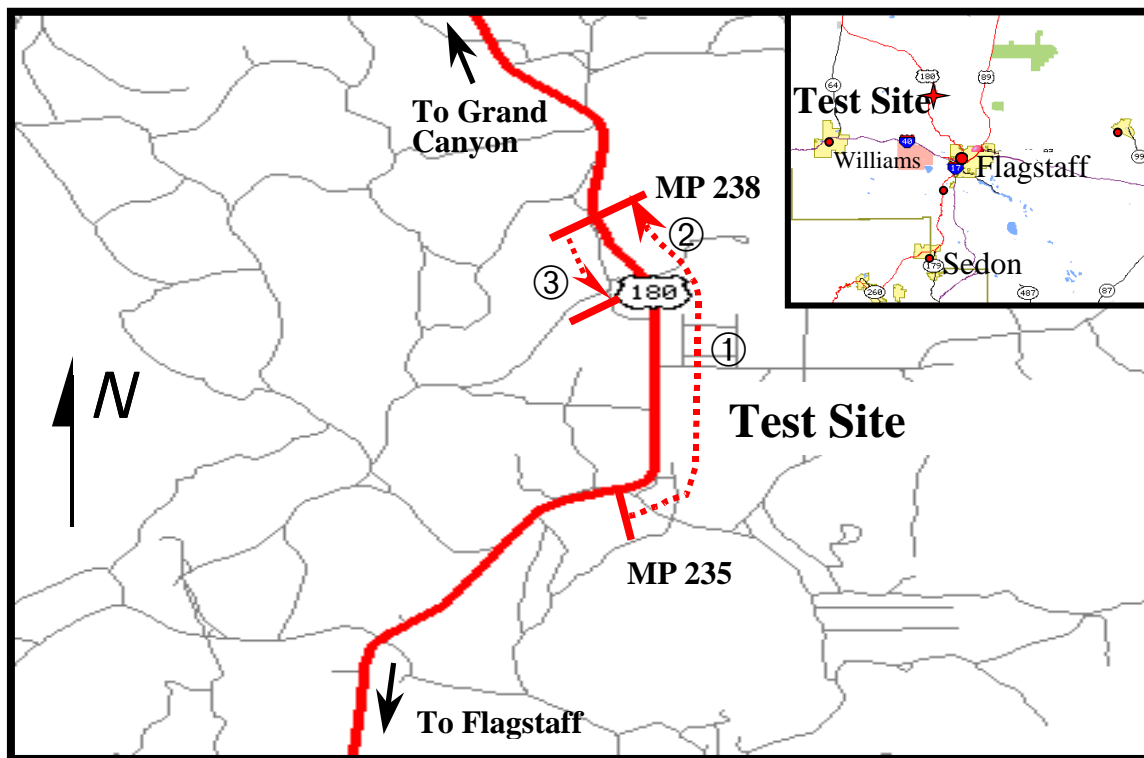 To Grand
Canyon
MP 238
②
③
180
①
N
Test Site
MP 235
To Flagstaff
180
89
64
Test Site
40
Williams
17
Flagstaff
99
Sedon
179
260
487
87